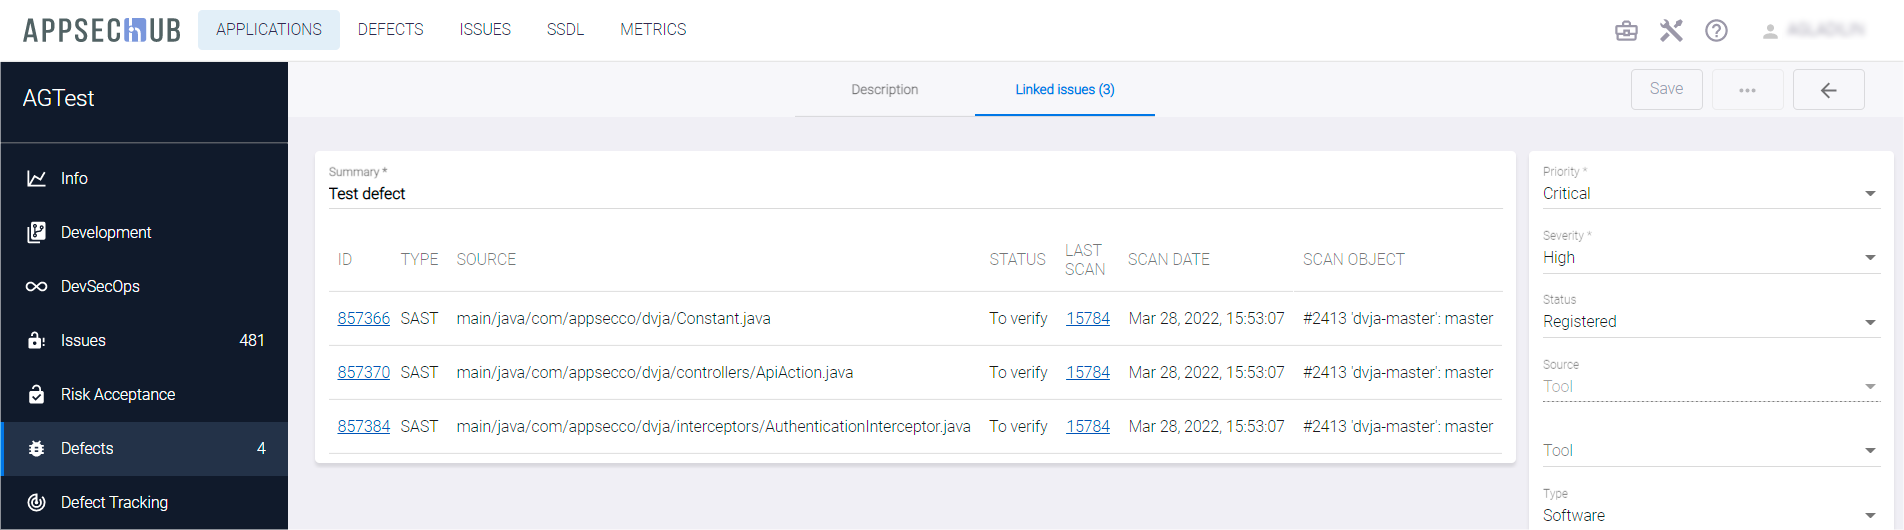 APPSECHUB APPLICATIONS DEFECTS ISSUES SSDL METRICS
AGTest
Description Linked issues (3) Save
Info
Development
DevSecOps
Issues 481
Risk Acceptance
Defects 4
Defect Tracking
Summary *
Test defect
ID TYPE SOURCE STATUS LAST SCAN SCAN DATE SCAN OBJECT
857366 SAST main/java/com/appsecco/dvja/Constant.java To verify 15784 Mar 28, 2022, 15:53:07 #2413 'dvja-master': master
857370 SAST main/java/com/appsecco/dvja/controllers/ApiAction.java To verify 15784 Mar 28, 2022, 15:53:07 #2413 'dvja-master': master
857384 SAST main/java/com/appsecco/dvja/interceptors/AuthenticationInterceptor.java To verify 15784 Mar 28, 2022, 15:53:07 #2413 'dvja-master': master
Priority *
Critical
Severity *
High
Status
Registered
Source
Tool
Tool
Type
Software